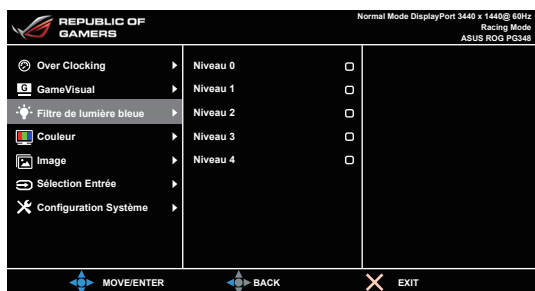 REPUBLIC OF
GAMERS
Normal Mode DisplayPort 3440 x 1440@ 60Hz
Racing Mode
ASUS ROG PG348
Over Clocking
G GameVisual
Filtre de lumière bleue
Couleur
Image
Sélection Entrée
Configuration Système
Niveau 0
Niveau 1
Niveau 2
Niveau 3
Niveau 4
MOVE/ENTER
BACK
EXIT